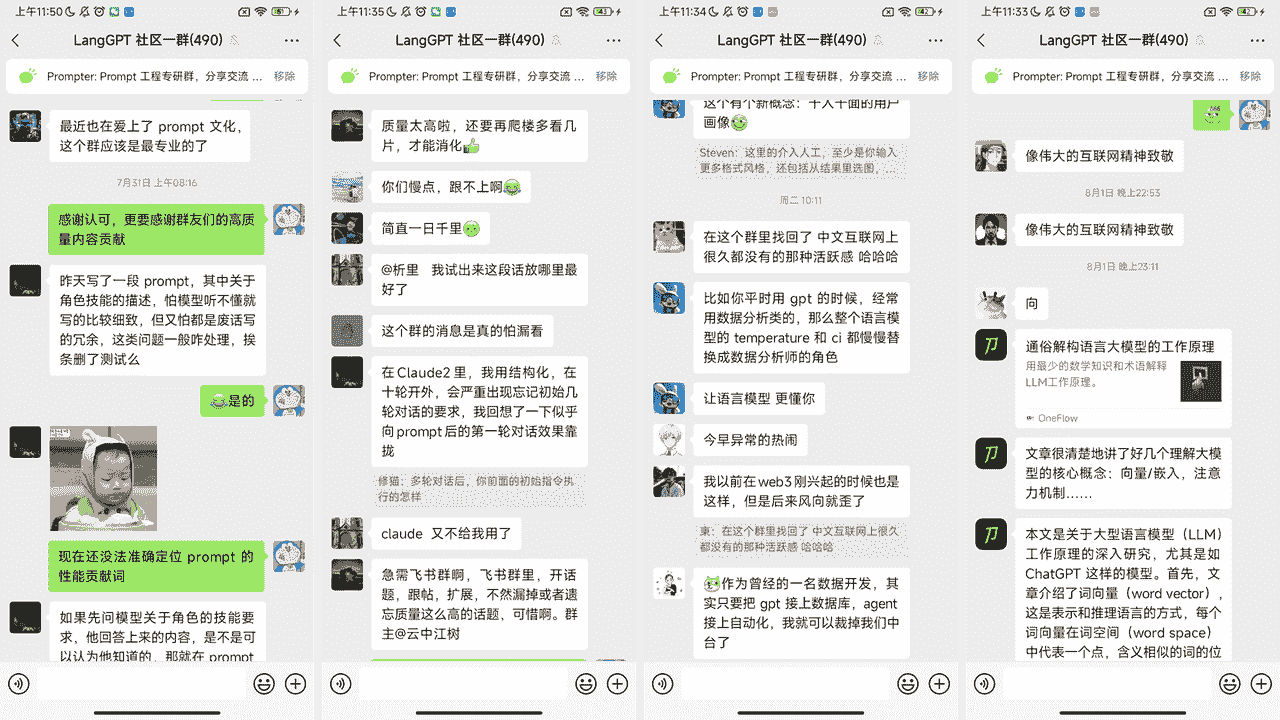 上午11:50
61
LangGPT 社区一群(490)
Prompter: Prompt 工程专研群，分享交流 ...
移除
最近也在爱上了 prompt 文化，
这个群应该是最专业的了
7月31日 上午08:16
感谢认可，更要感谢群友们的高质
量内容贡献
昨天写了一段 prompt，其中关于
角色技能的描述，怕模型听不懂就
写的比较细致，但又怕都是废话写
的冗余，这类问题一般咋处理，挨
条删了测试么
是的
现在还没法准确定位 prompt 的
性能贡献词
如果先问模型关于角色的技能要
求，他回答上来的内容，是不是可
以认为他知道的，那就在 prompt
上午11:35
43
LangGPT 社区一群(490)
Prompter: Prompt 工程专研群，分享交流 ...
移除
质量太高啦，还要再爬楼多看几
片，才能消化
你们慢点，跟不上啊
简直一日千里
@析里 我试出来这段话放哪里最
好了
这个群的消息是真的怕漏看
在Claude2里，我用结构化，在
十轮开外，会严重出现忘记初始几
轮对话的要求，我回想了一下似乎
向prompt后的第一轮对话效果靠
拢
修猫：多轮对话后，你前面的初始指令执
行的怎样
claude 又不给我用了
急需飞书群啊，飞书群里，开话
题，跟帖，扩展，不然漏掉或者遗
忘质量这么高的话题，可惜啊。群
主@云中江树
上午11:34
42
LangGPT 社区一群(490)
Prompter: Prompt 工程专研群，分享交流 ...
移除
这个有个新概念：千人千面的用户
画像
Steven：这里的介入人工，至少是你输入
更多格式风格，还包括从结果里选图，...
周二 10:11
在这个群里找回了 中文互联网上
很久都没有的那种活跃感 哈哈哈
比如你平时用 gpt 的时候，经常
用数据分析类的，那么整个语言模
型的 temperature 和 ci 都慢慢替
换成数据分析师的角色
让语言模型 更懂你
今早异常的热闹
我以前在web3刚兴起的时候也是
这样，但是后来风向就歪了
東：在这个群里找回了 中文互联网上很久
都没有的那种活跃感 哈哈哈
作为曾经的一名数据开发，其
实只要把 gpt 接上数据库，agent
接上自动化，我就可以裁掉我们中
台了
上午11:33
42
LangGPT 社区一群(490)
Prompter: Prompt 工程专研群，分享交流 ...
移除
666
像伟大的互联网精神致敬
8月1日 晚上22:53
像伟大的互联网精神致敬
8月1日 晚上23:11
向
通俗解构语言大模型的工作原理
用最少的数学知识和术语解释
LLM工作原理。
OneFlow
文章很清楚地讲了好几个理解大模
型的核心概念：向量/嵌入，注意
力机制......
本文是关于大型语言模型（LLM）
工作原理的深入研究，尤其是如
ChatGPT 这样的模型。首先，文
章介绍了词向量（word vector），
这是表示和推理语言的方式，每个
词向量在词空间（word space）
中代表一个点，含义相似的词的位